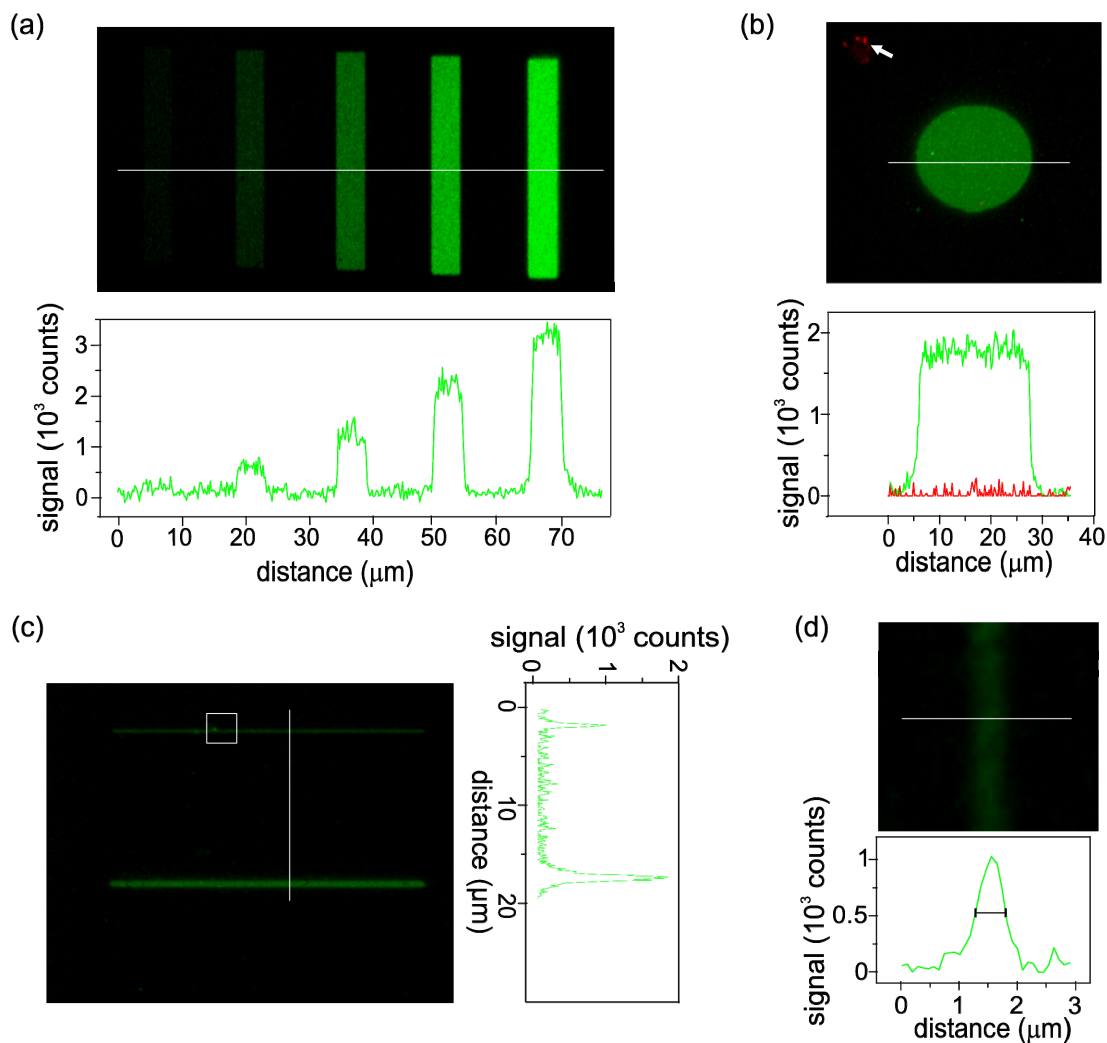 (a)
3
2
1
0
signal (10³ counts)
0 10 20 30 40 50 60 70
distance (μm)
(b)
2
1
0
signal (10³ counts)
0 10 20 30 40
distance (μm)
(c)
signal (10³ counts)
0 1 2
0
10
20
distance (μm)
(d)
1
0.5
0
signal (10³ counts)
0 1 2 3
distance (μm)